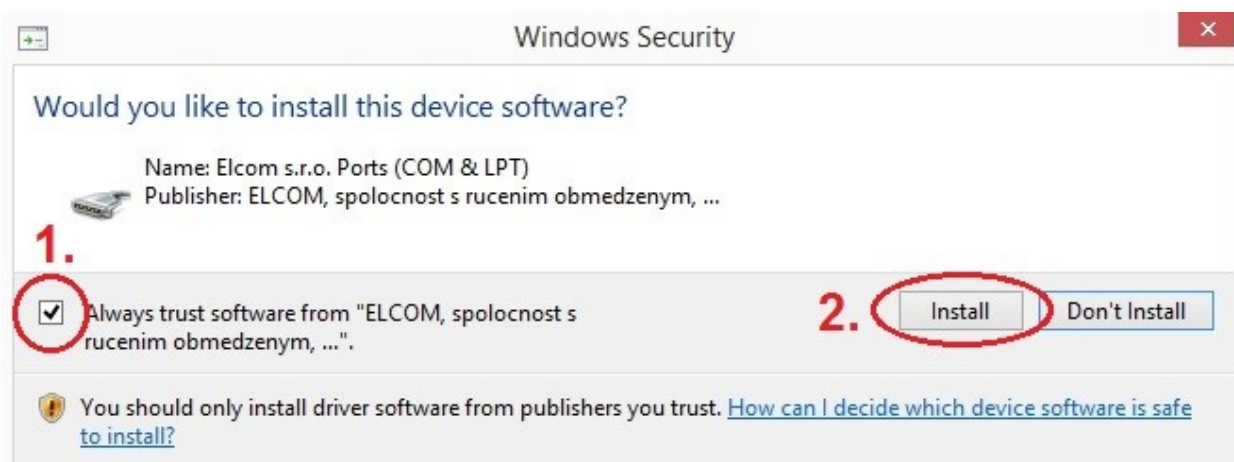 Windows Security
Would you like to install this device software?
Name: Elcom s.r.o. Ports (COM & LPT)
Publisher: ELCOM, spolocnost s rucenim obmedzenym, ...
1.
Always trust software from "ELCOM, spolocnost s
rucenim obmedzenym, ...".
2.
Install
Don't Install
You should only install driver software from publishers you trust. How can I decide which device software is safe
to install?